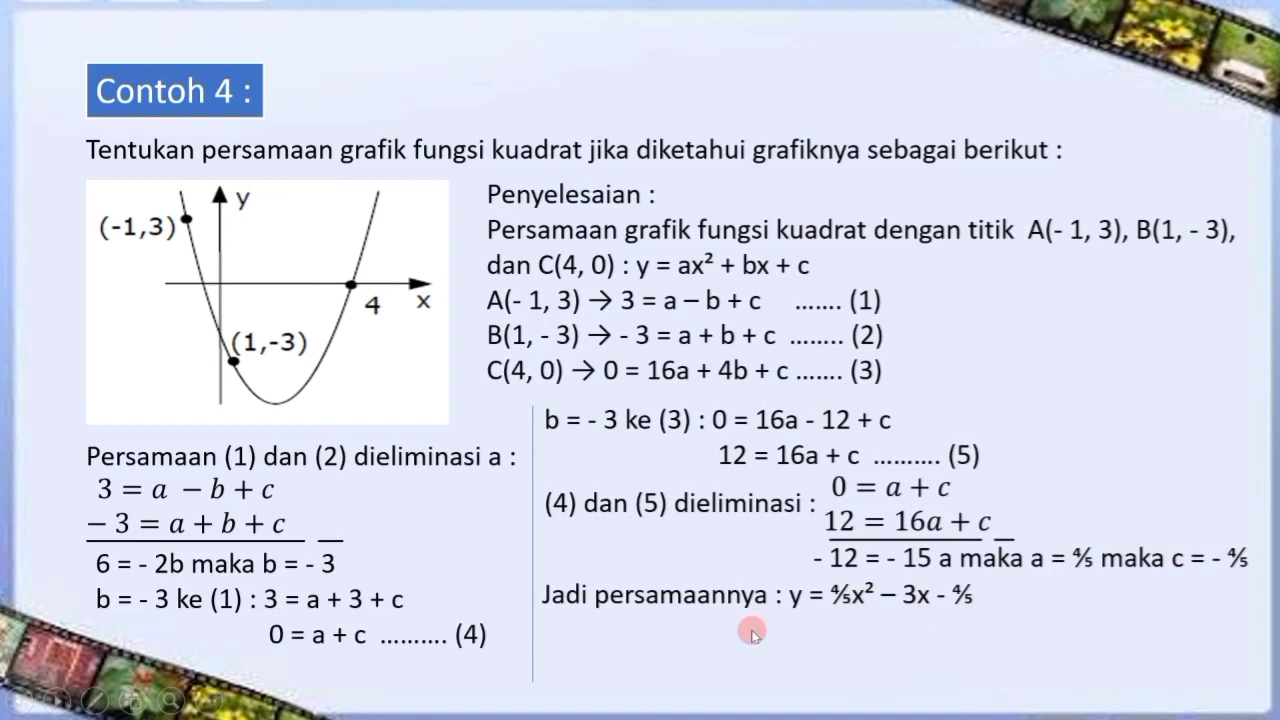 Contoh 4 :
Tentukan persamaan grafik fungsi kuadrat jika diketahui grafiknya sebagai berikut :
y
(-1,3)
4
x
(1,-3)
Penyelesaian :
Persamaan grafik fungsi kuadrat dengan titik A(- 1, 3), B(1, - 3),
dan C(4, 0) : y = ax² + bx + c
A(- 1, 3) → 3 = a – b + c ....... (1)
B(1, - 3) → - 3 = a + b + c ........ (2)
C(4, 0) → 0 = 16a + 4b + c ....... (3)
Persamaan (1) dan (2) dieliminasi a :
3 = a − b + c
− 3 = a + b + c
6 = - 2b maka b = - 3
b = - 3 ke (1) : 3 = a + 3 + c
0 = a + c .......... (4)
b = - 3 ke (3) : 0 = 16a - 12 + c
12 = 16a + c .......... (5)
(4) dan (5) dieliminasi : 0 = a + c
12 = 16a + c
- 12 = - 15 a maka a = ⅘ maka c = - ⅘
Jadi persamaannya : y = ⅘x² – 3x - ⅘